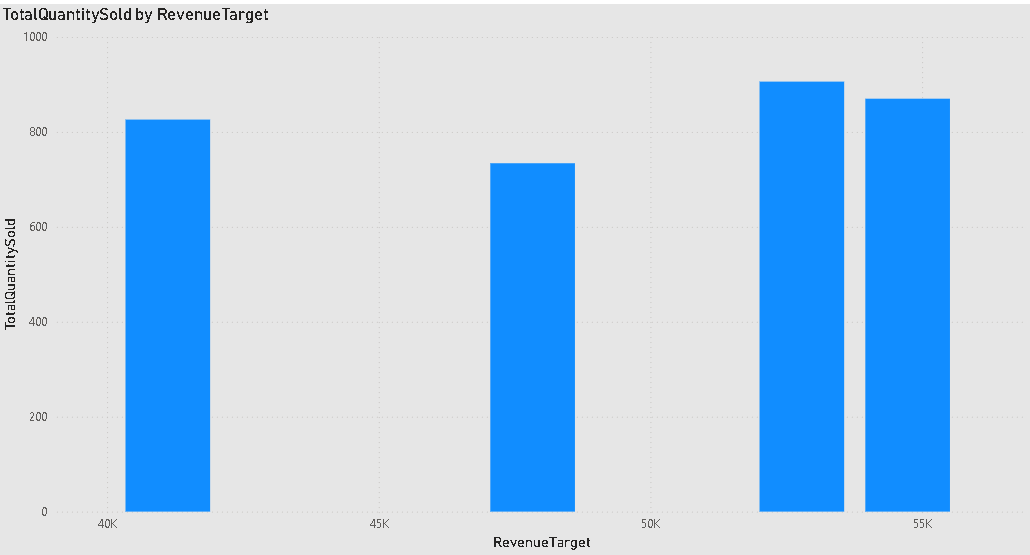 TotalQuantitySold by RevenueTarget
1000
800
600
400
200
0
TotalQuantitySold
40K 45K 50K 55K
RevenueTarget